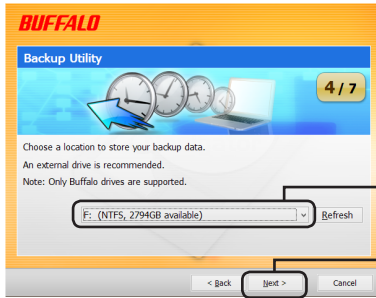 BUFFALO
Backup Utility
4 / 7
Choose a location to store your backup data.
An external drive is recommended.
Note: Only Buffalo drives are supported.
F: (NTFS, 2794GB available)
Refresh
< Back
Next >
Cancel